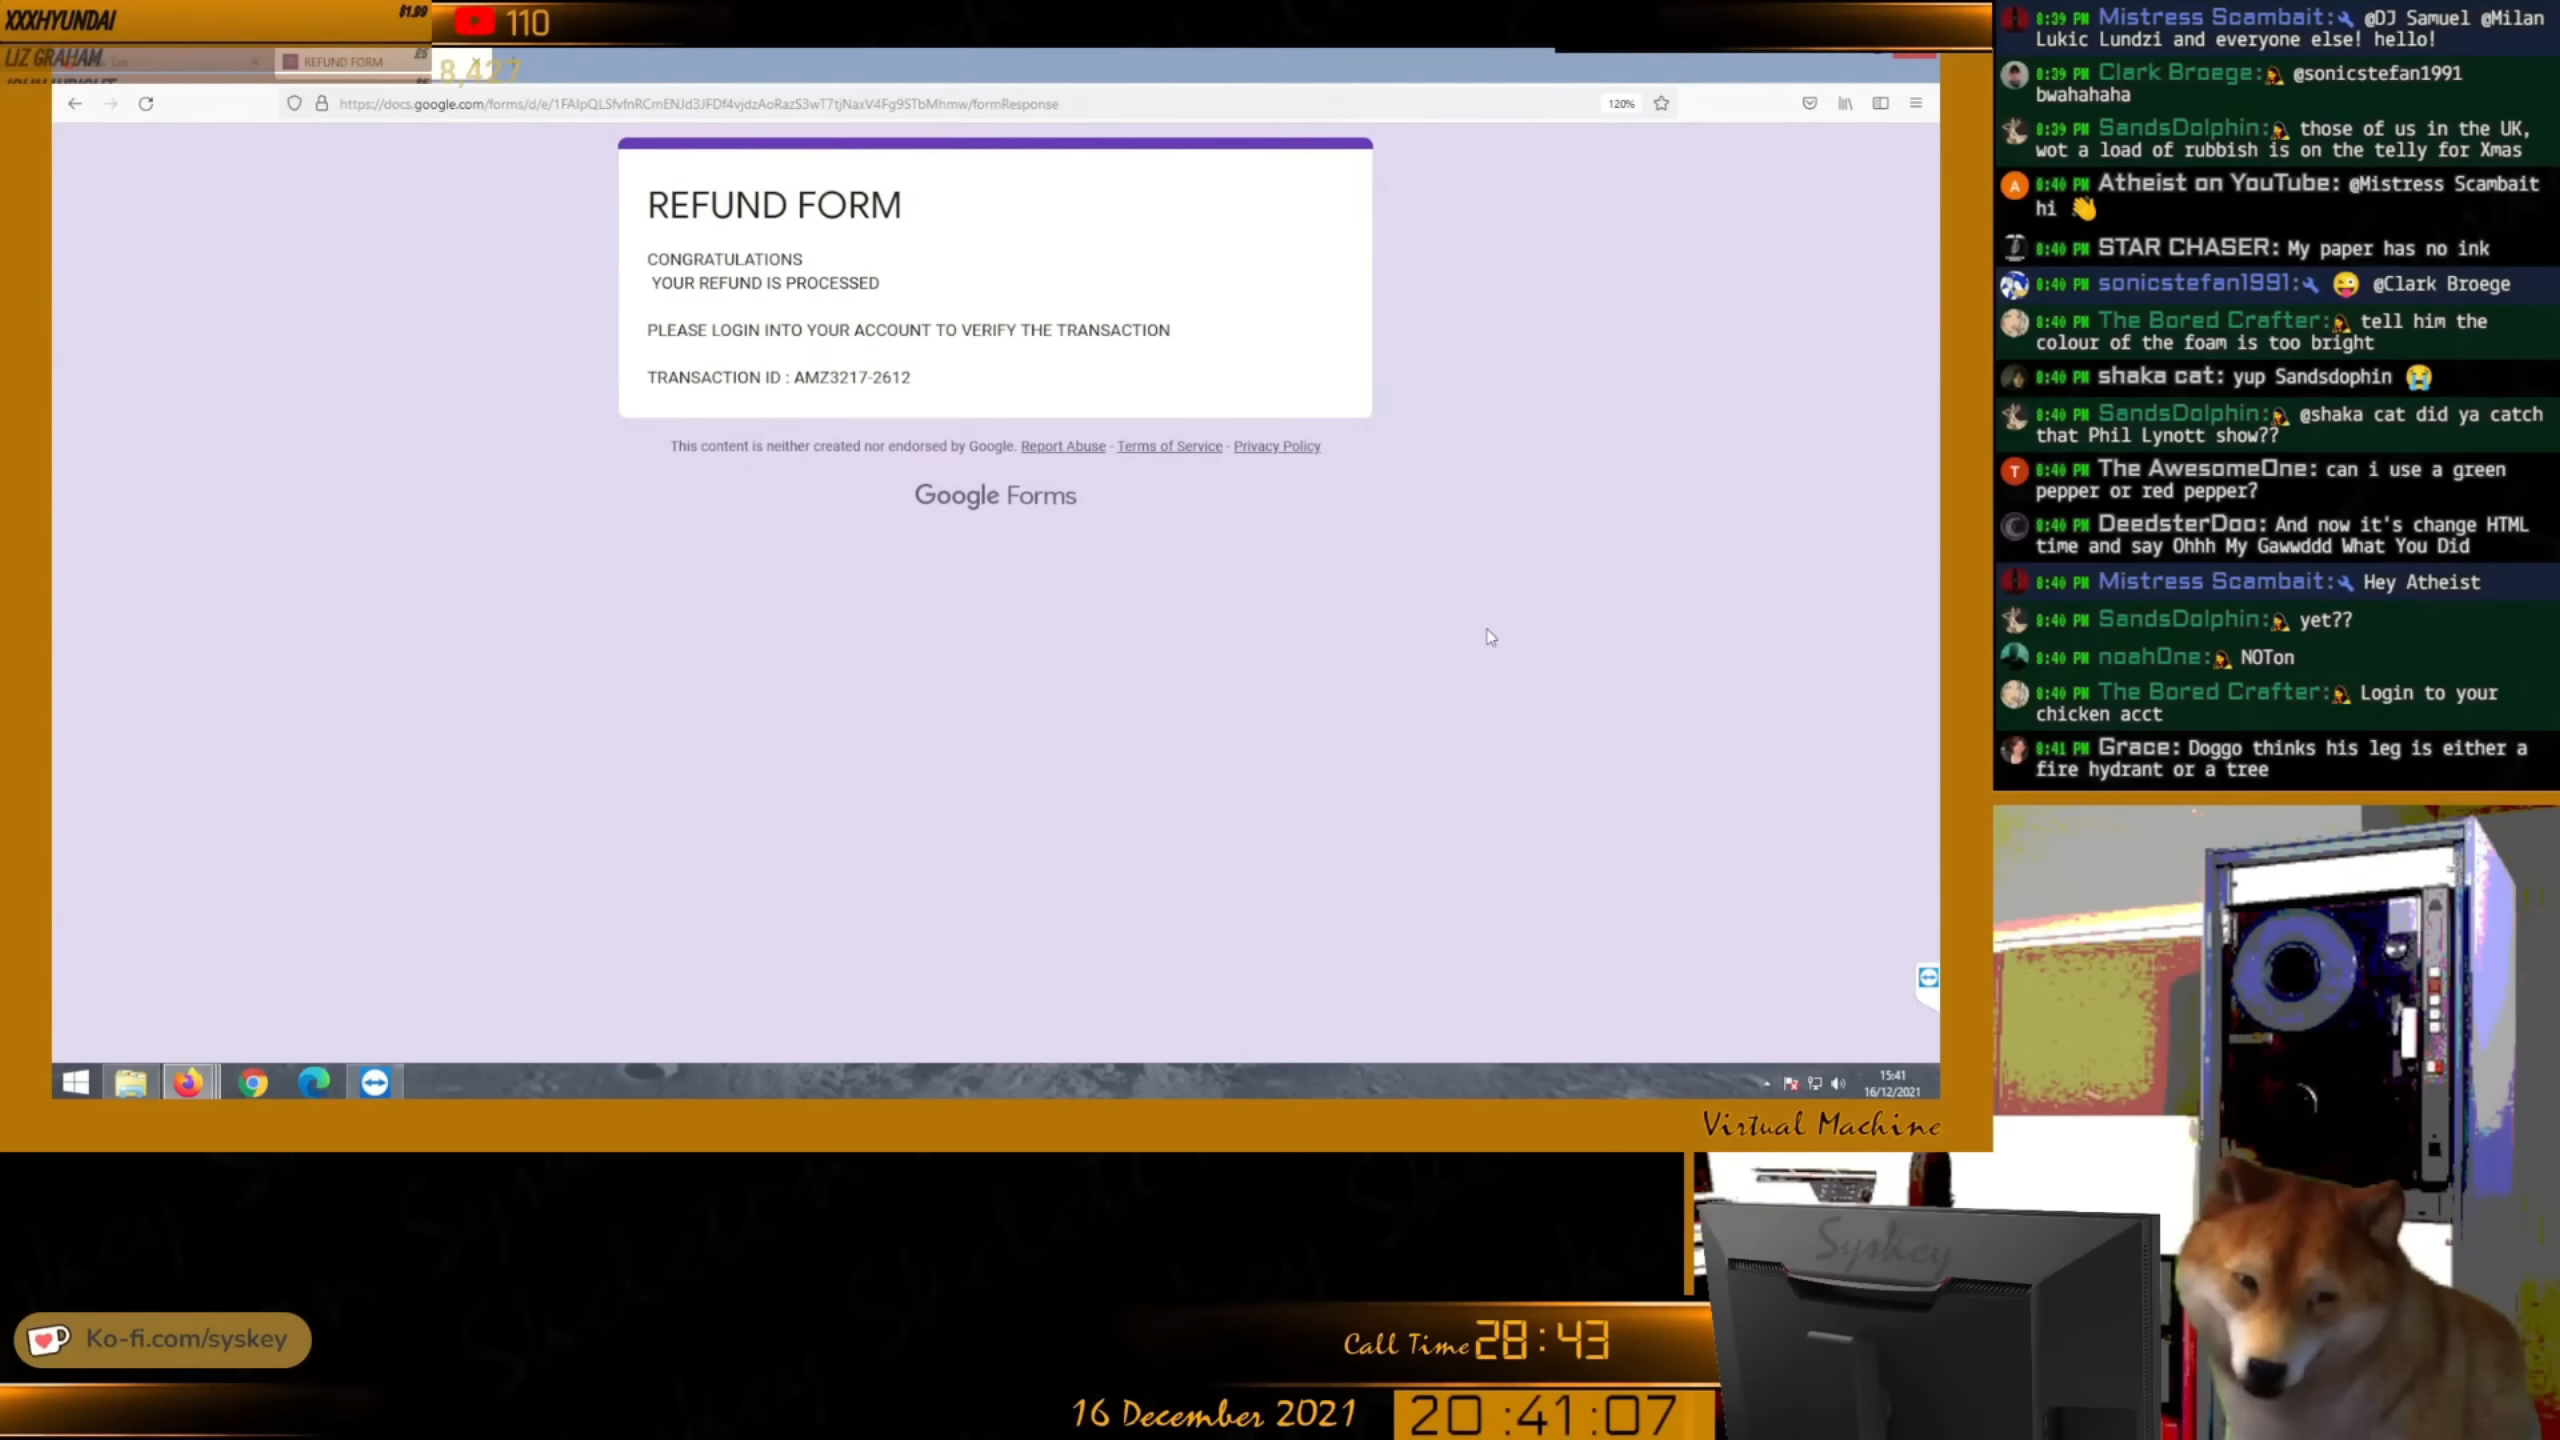 XXXHYUNDAI $1.99
110
LIZ GRAHAM £5
REFUND FORM
8,427
https://docs.google.com/forms/d/e/1FAIpQLSfvfnRCmENJd3JFDf4vjdzAoRazS3wT7tjNaxV4Fg9STbMhmw/formResponse
120%
REFUND FORM
CONGRATULATIONS
YOUR REFUND IS PROCESSED
PLEASE LOGIN INTO YOUR ACCOUNT TO VERIFY THE TRANSACTION
TRANSACTION ID : AMZ3217-2612
This content is neither created nor endorsed by Google. Report Abuse - Terms of Service - Privacy Policy
Google Forms
15:41
16/12/2021
Virtual Machine
8:39 PM Mistress Scambait: @DJ Samuel @Milan
Lukic Lundzi and everyone else! hello!
8:39 PM Clark Broege: @sonicstefan1991
bwahahaha
8:39 PM SandsDolphin: those of us in the UK,
wot a load of rubbish is on the telly for Xmas
8:40 PM Atheist on YouTube: @Mistress Scambait
hi 👋
8:40 PM STAR CHASER: My paper has no ink
8:40 PM sonicstefan1991: 😜 @Clark Broege
8:40 PM The Bored Crafter: tell him the
colour of the foam is too bright
8:40 PM shaka cat: yup Sandsdophin 😭
8:40 PM SandsDolphin: @shaka cat did ya catch
that Phil Lynott show??
8:40 PM The AwesomeOne: can i use a green
pepper or red pepper?
8:40 PM DeedsterDoo: And now it's change HTML
time and say Ohhh My Gawwddd What You Did
8:40 PM Mistress Scambait: Hey Atheist
8:40 PM SandsDolphin: yet??
8:40 PM noahOne: NOTon
8:40 PM The Bored Crafter: Login to your
chicken acct
8:41 PM Grace: Doggo thinks his leg is either a
fire hydrant or a tree
Syskey
Ko-fi.com/syskey
Call Time 28:43
16 December 2021 20:41:07